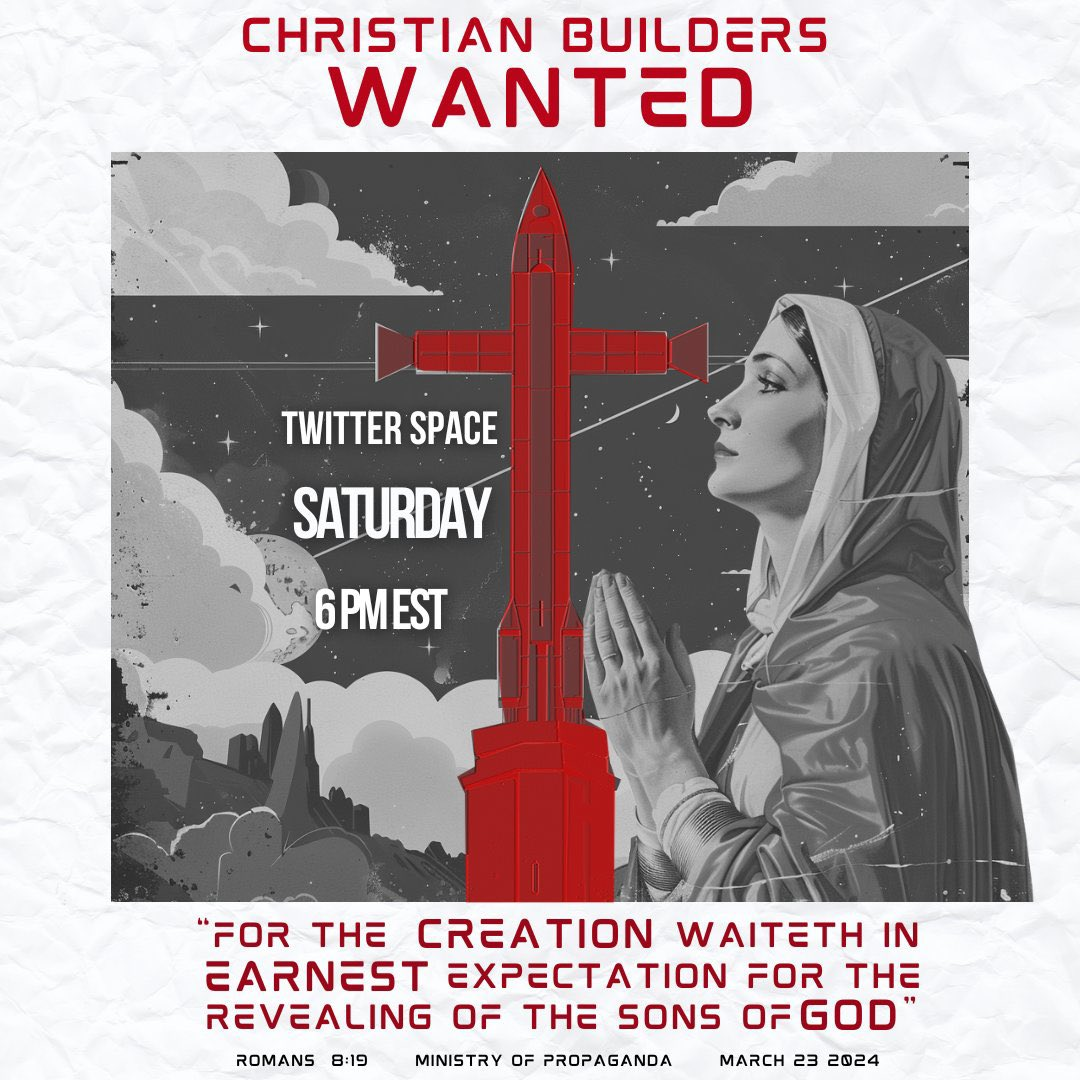 CHRISTIAN BUILDERS
WANTED
TWITTER SPACE
SATURDAY
6 PM EST
“FOR THE CREATION WAITETH IN
EARNEST EXPECTATION FOR THE
REVEALING OF THE SONS OF GOD”
ROMANS 8:19 MINISTRY OF PROPAGANDA MARCH 23 2024